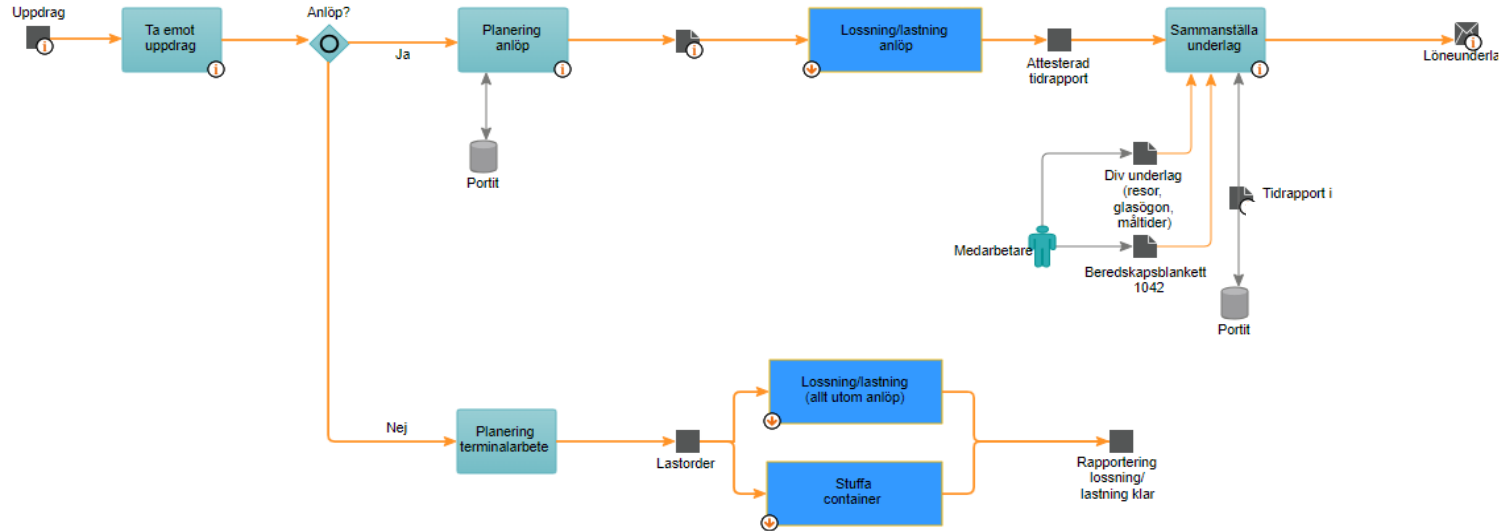 Uppdrag
Ta emot
uppdrag
Anlöp?
Ja
Planering
anlöp
Portit
Lossning/lastning
anlöp
Attesterad
tidrapport
Sammanställa
underlag
Löneunderla
Div underlag
(resor,
glasögon,
måltider)
Tidrapport i
Medarbetare
Beredskapsblankett
1042
Portit
Nej
Planering
terminalarbete
Lastorder
Lossning/lastning
(allt utom anlöp)
Stuffa
container
Rapportering
lossning/
lastning klar